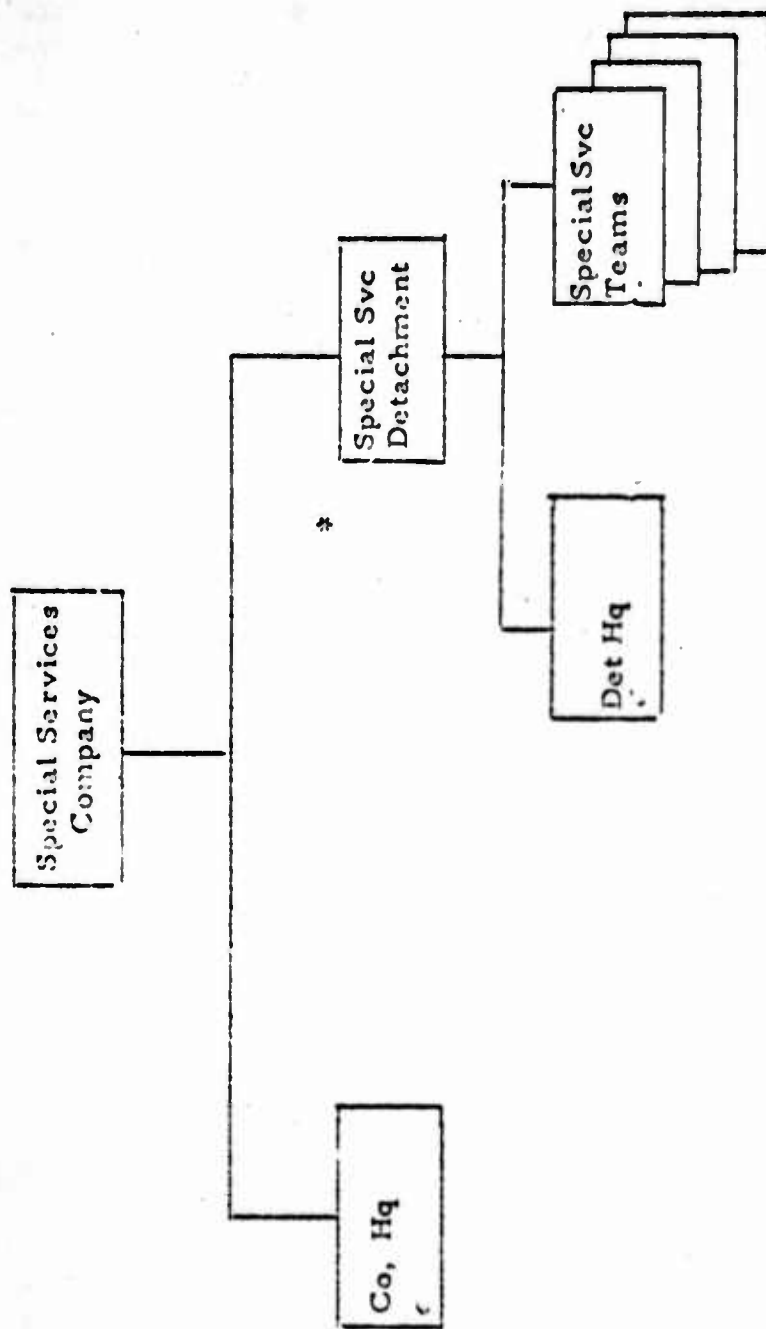 Special Services
Company
Co, Hq
*
Special Svc
Detachment
Det Hq
Special Svc
Teams